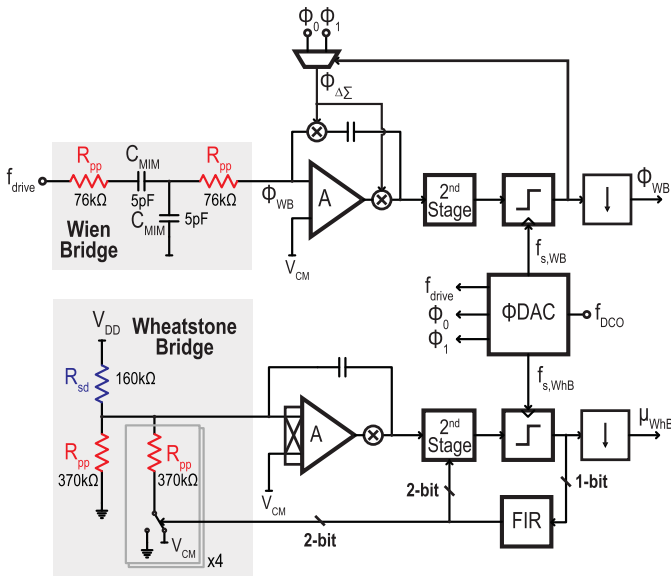 Φ0 Φ1
ΦΔΣ
fdrive
Rpp
CMIM
Rpp
76kΩ
5pF
76kΩ
CMIM
5pF
Wien
Bridge
ΦWB
A
VCM
2nd
Stage
ΦWB
fs,WB
fdrive
Φ0
Φ1
ΦDAC
fDCO
fs,WhB
VDD
Wheatstone
Bridge
Rsd
160kΩ
Rpp
370kΩ
Rpp
370kΩ
VCM
x4
A
VCM
2nd
Stage
μWhB
2-bit
1-bit
2-bit
FIR